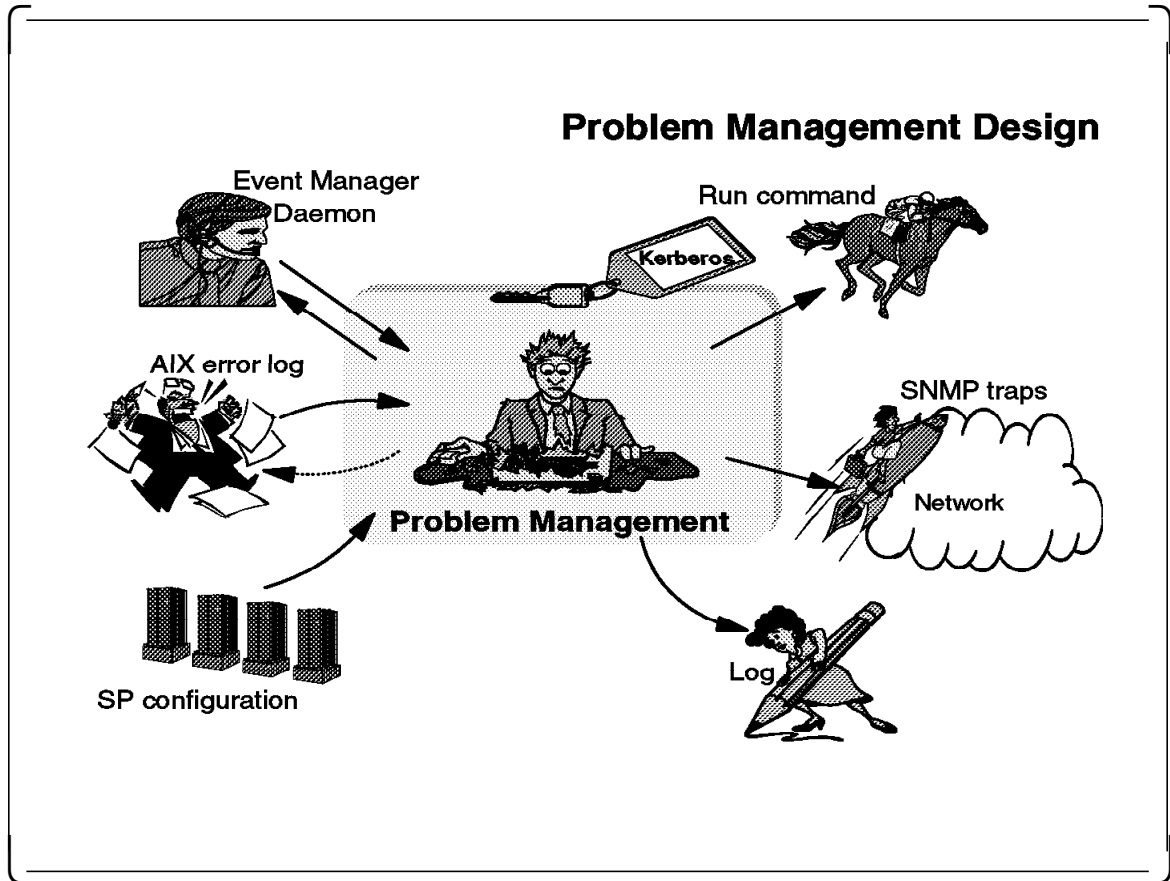 Problem Management Design
Event Manager
Daemon
Run command
Kerberos
AIX error log
SNMP traps
Network
Problem Management
SP configuration
Log